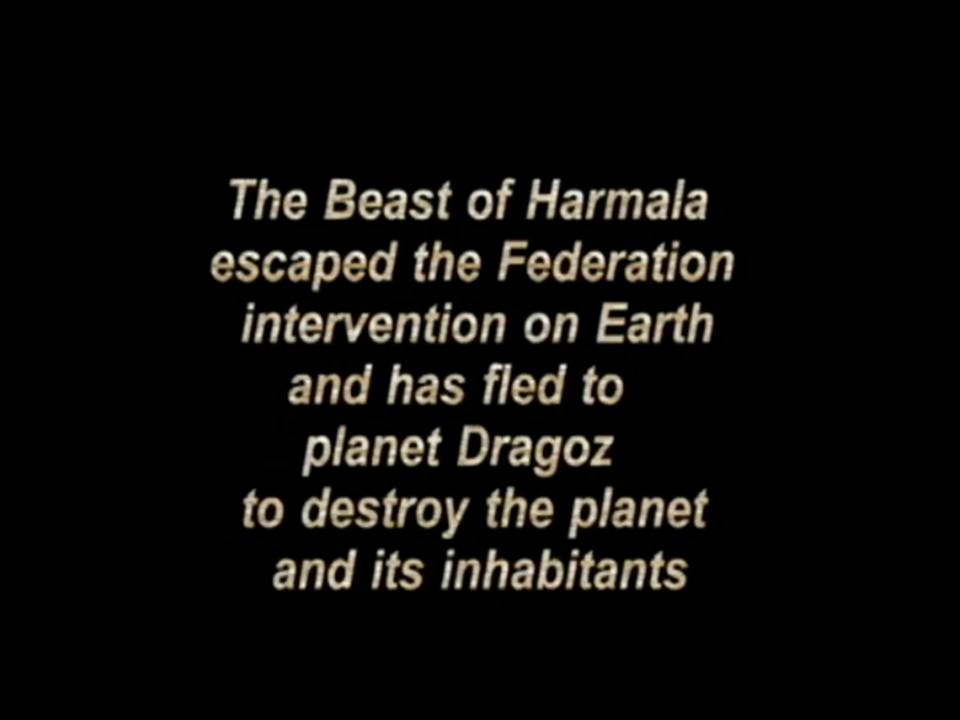 The Beast of Harmala
escaped the Federation
intervention on Earth
and has fled to
planet Dragoz
to destroy the planet
and its inhabitants